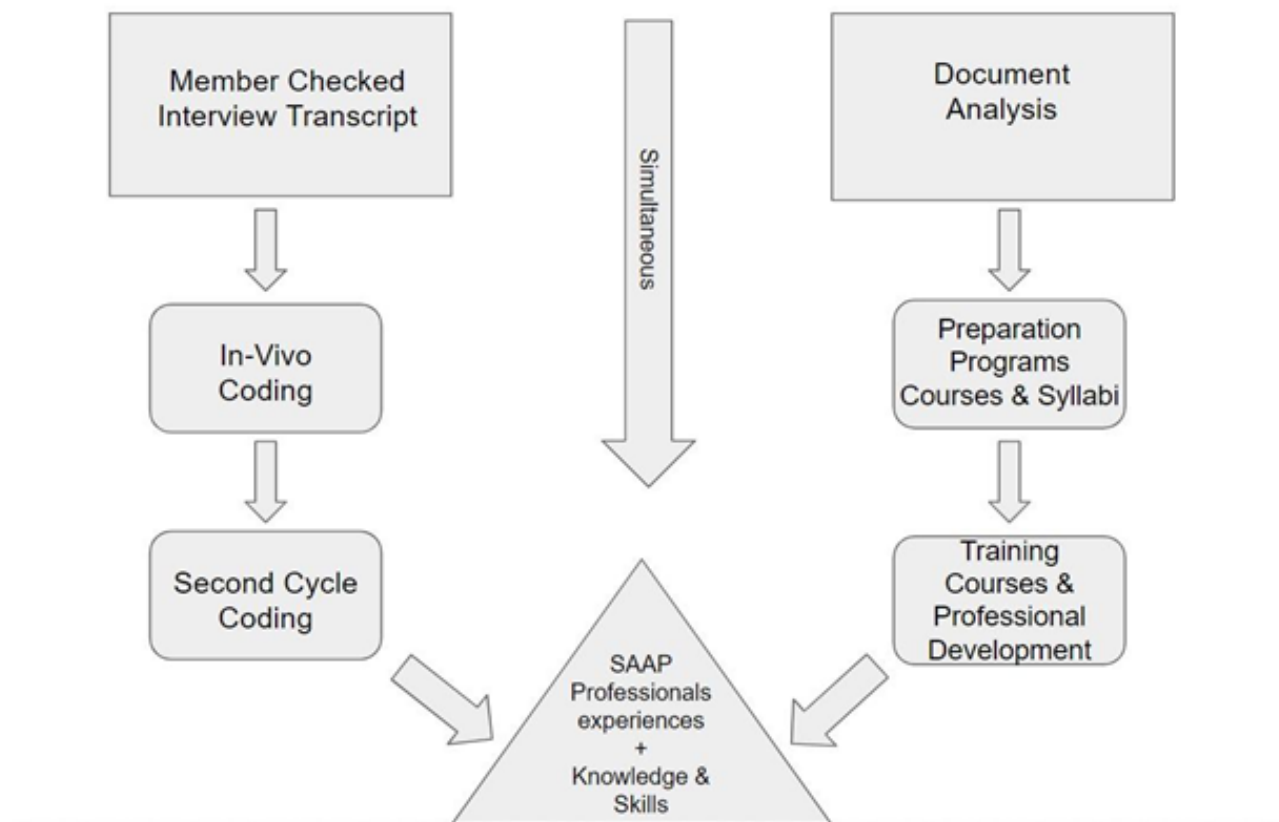 Member Checked
Interview Transcript
In-Vivo
Coding
Second Cycle
Coding
Simultaneous
Document
Analysis
Preparation
Programs
Courses & Syllabi
Training
Courses &
Professional
Development
SAAP
Professionals
experiences
+
Knowledge &
Skills